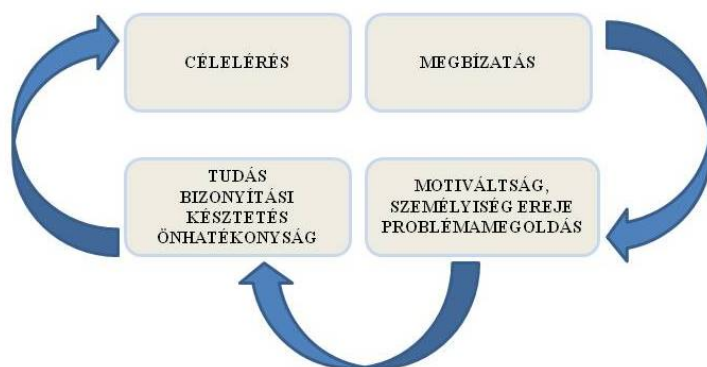 CÉLELÉRÉS
MEGBÍZATÁS
TUDÁS
BIZONYÍTÁSI
KÉSZTETÉS
ÖNHATÉKONYSÁG
MOTIVÁLTSÁG,
SZEMÉLYISÉG EREJE
PROBLÉMAMEGOLDÁS